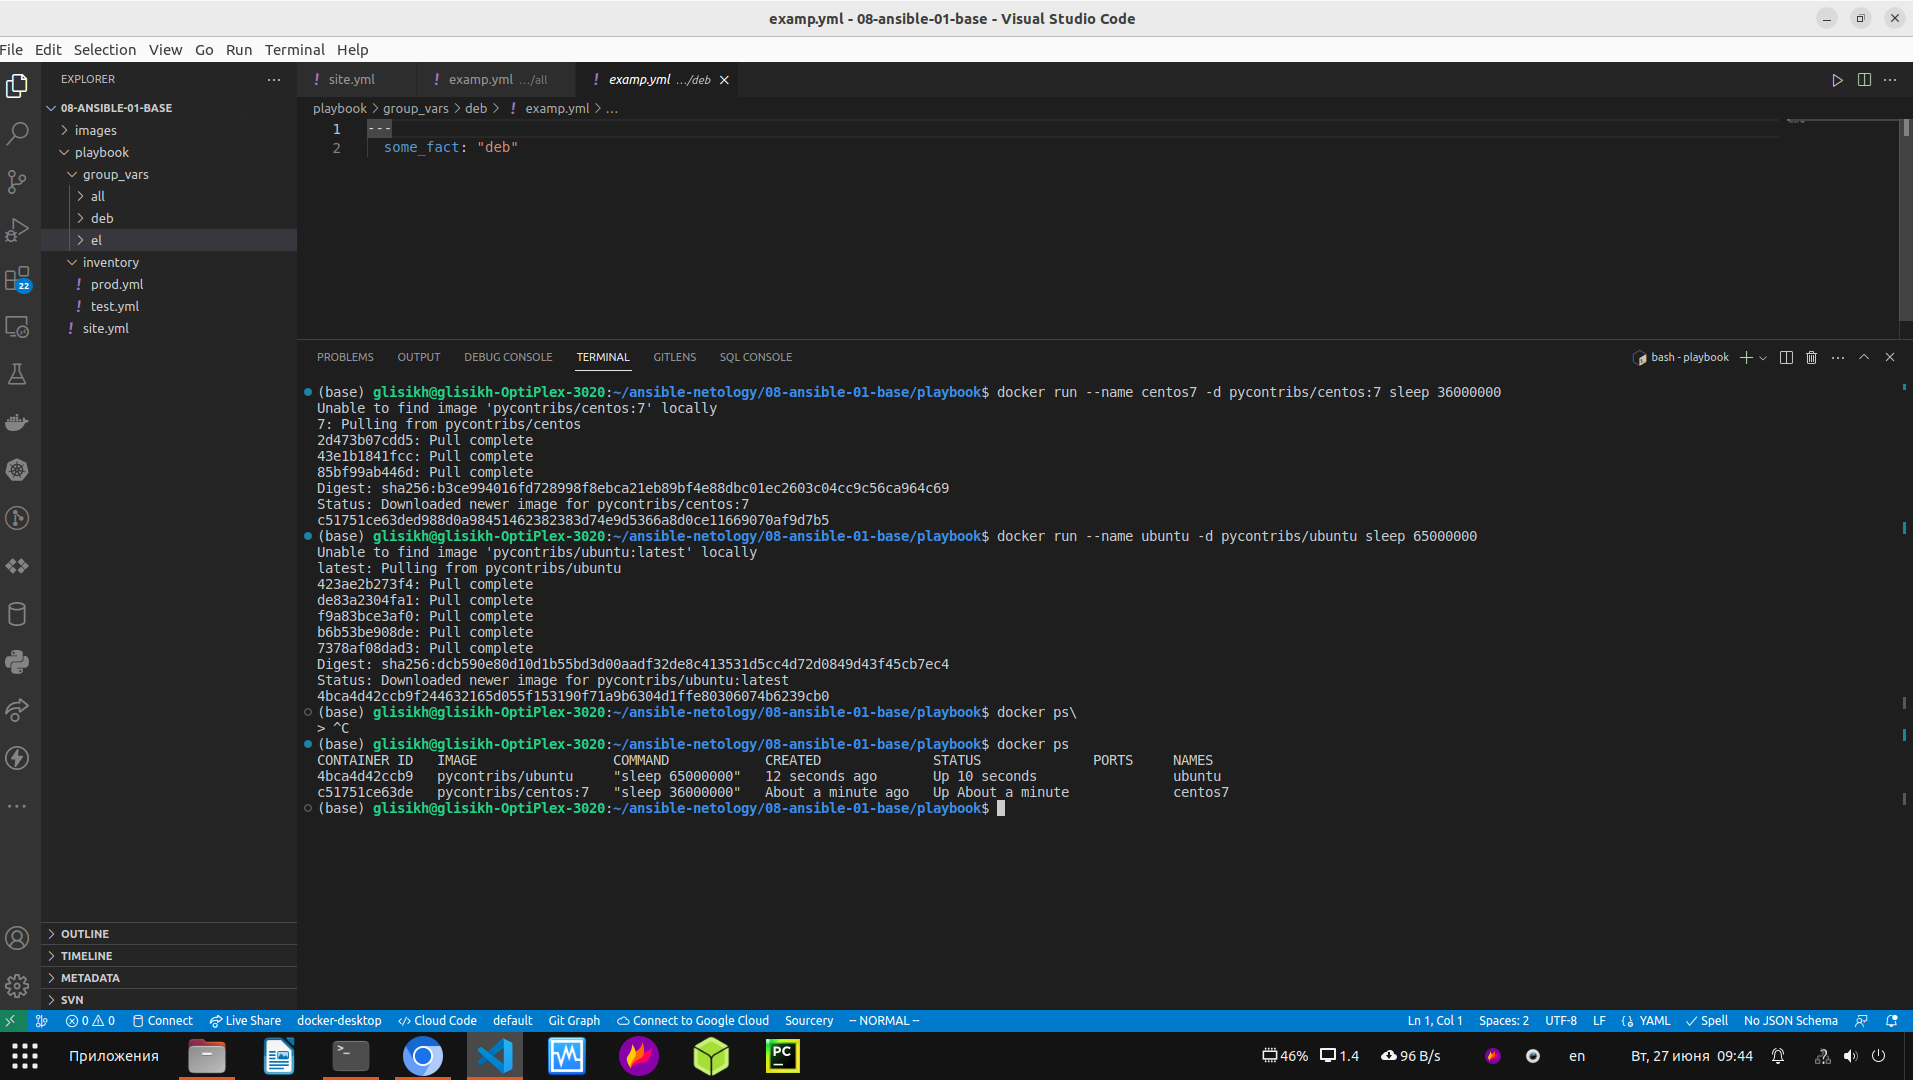 examp.yml - 08-ansible-01-base - Visual Studio Code
File Edit Selection View Go Run Terminal Help
EXPLORER
08-ANSIBLE-01-BASE
images
playbook
group_vars
all
deb
el
inventory
prod.yml
test.yml
site.yml
22
OUTLINE
TIMELINE
METADATA
SVN
site.yml
examp.yml .../all
examp.yml .../deb
playbook > group_vars > deb > ! examp.yml > ...
1 ---
2 some_fact: "deb"
PROBLEMS OUTPUT DEBUG CONSOLE TERMINAL GITLENS SQL CONSOLE
bash - playbook
(base) glisikh@glisikh-OptiPlex-3020:~/ansible-netology/08-ansible-01-base/playbook$ docker run --name centos7 -d pycontribs/centos:7 sleep 36000000
Unable to find image 'pycontribs/centos:7' locally
7: Pulling from pycontribs/centos
2d473b07cdd5: Pull complete
43e1b1841fcc: Pull complete
85bf99ab446d: Pull complete
Digest: sha256:b3ce994016fd728998f8ebca21eb89bf4e88dbc01ec2603c04cc9c56ca964c69
Status: Downloaded newer image for pycontribs/centos:7
c51751ce63ded988d0a98451462382383d74e9d5366a8d0ce11669070af9d7b5
(base) glisikh@glisikh-OptiPlex-3020:~/ansible-netology/08-ansible-01-base/playbook$ docker run --name ubuntu -d pycontribs/ubuntu sleep 65000000
Unable to find image 'pycontribs/ubuntu:latest' locally
latest: Pulling from pycontribs/ubuntu
423ae2b273f4: Pull complete
de83a2304fa1: Pull complete
f9a83bce3af0: Pull complete
b6b53be908de: Pull complete
7378af08dad3: Pull complete
Digest: sha256:dcb590e80d10d1b55bd3d00aadf32de8c413531d5cc4d72d0849d43f45cb7ec4
Status: Downloaded newer image for pycontribs/ubuntu:latest
4bca4d42ccb9f244632165d055f153190f71a9b6304d1ffe80306074b6239cb0
(base) glisikh@glisikh-OptiPlex-3020:~/ansible-netology/08-ansible-01-base/playbook$ docker ps\
> ^C
(base) glisikh@glisikh-OptiPlex-3020:~/ansible-netology/08-ansible-01-base/playbook$ docker ps
CONTAINER ID IMAGE COMMAND CREATED STATUS PORTS NAMES
4bca4d42ccb9 pycontribs/ubuntu "sleep 65000000" 12 seconds ago Up 10 seconds ubuntu
c51751ce63de pycontribs/centos:7 "sleep 36000000" About a minute ago Up About a minute centos7
(base) glisikh@glisikh-OptiPlex-3020:~/ansible-netology/08-ansible-01-base/playbook$
0 0 Connect Live Share docker-desktop Cloud Code default Git Graph Connect to Google Cloud Sourcery -- NORMAL -- Ln 1, Col 1 Spaces: 2 UTF-8 LF YAML Spell No JSON Schema
Приложения PC 46% 1.4 96 B/s en Вт, 27 июня 09:44